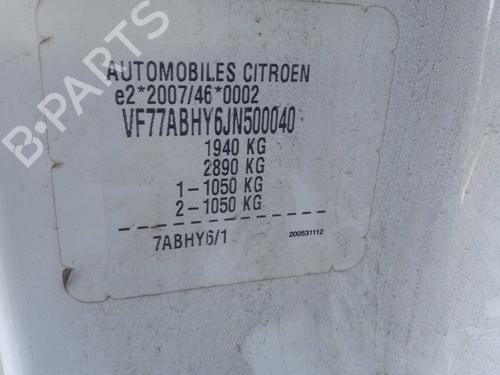 B-PARTS
AUTOMOBILES CITROEN
e2*2007/46*0002
VF77ABHY6JN500040
1940 KG
2890 KG
1-1050 KG
2-1050 KG
7ABHY6/1 200531112